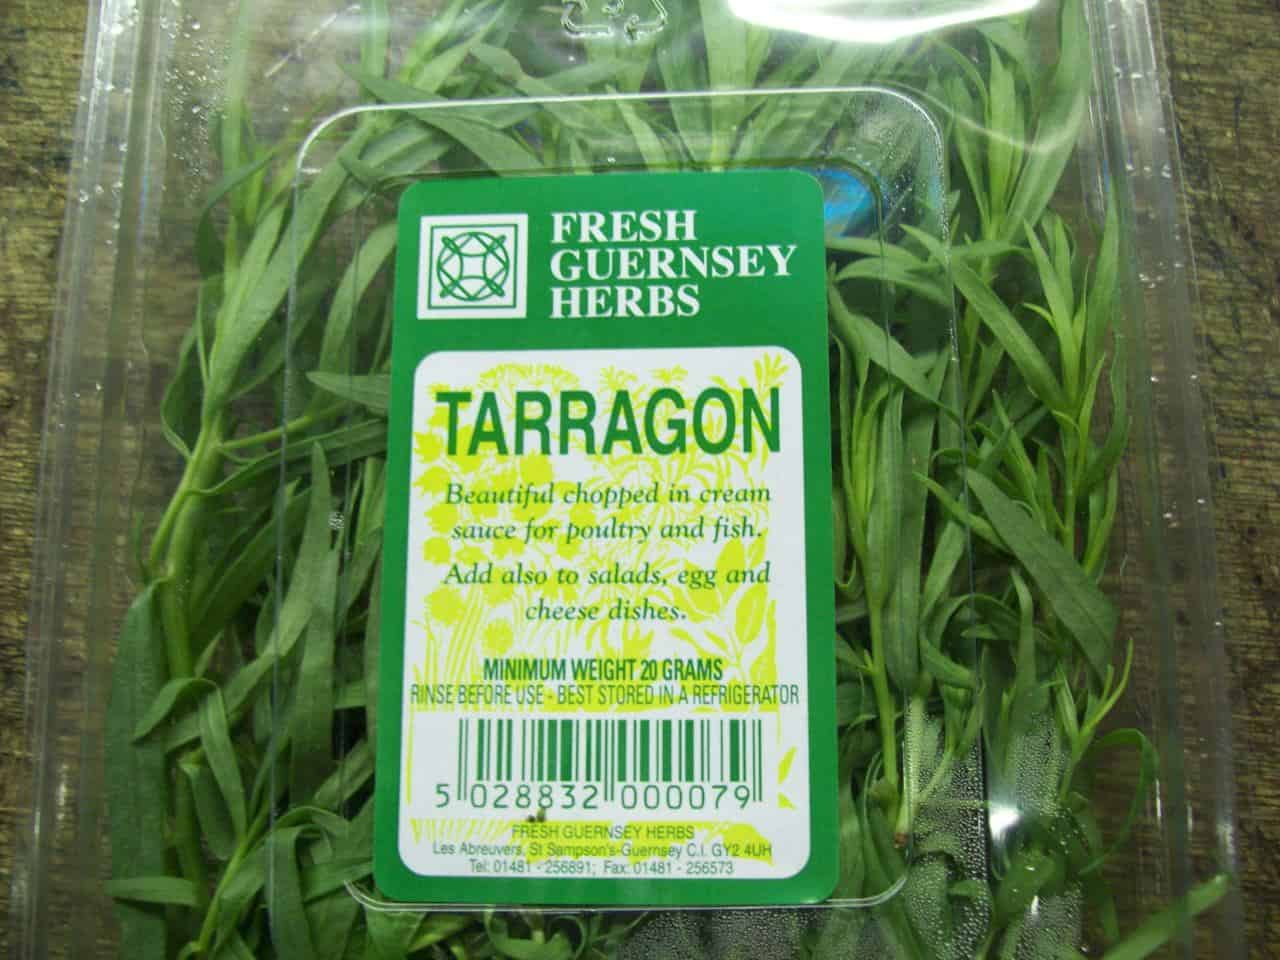 FRESH
GUERNSEY
HERBS
TARRAGON
Beautiful chopped in cream
sauce for poultry and fish.
Add also to salads, egg and
cheese dishes.
MINIMUM WEIGHT 20 GRAMS
RINSE BEFORE USE - BEST STORED IN A REFRIGERATOR
5 028832 000079
FRESH GUERNSEY HERBS
Les Abreuvers, St Sampson's-Guernsey C.I. GY2 4UH
Tel: 01481 - 256891; Fax: 01481 - 256573